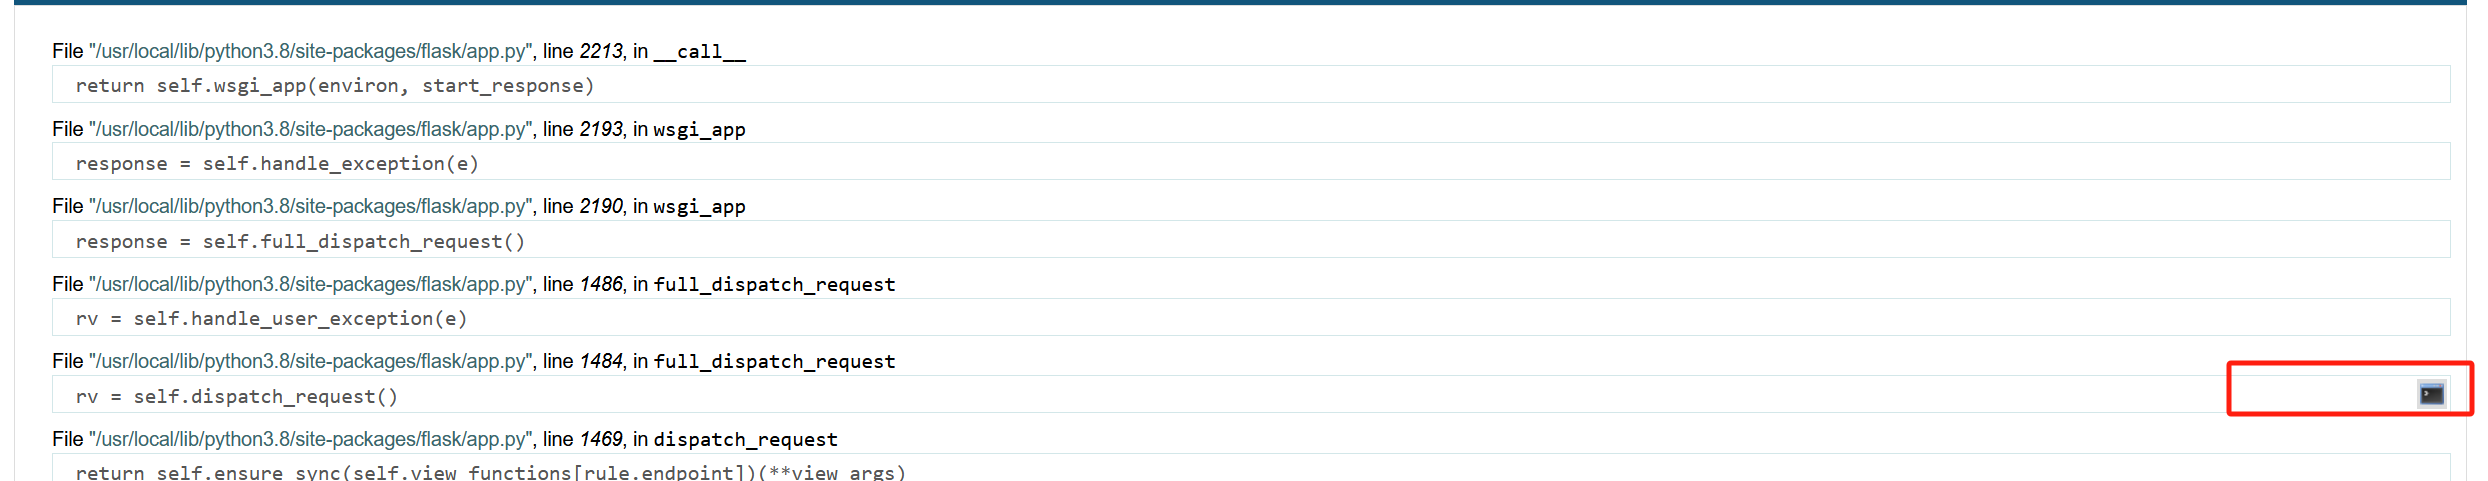 File "/usr/local/lib/python3.8/site-packages/flask/app.py", line 2213, in __call__
return self.wsgi_app(environ, start_response)
File "/usr/local/lib/python3.8/site-packages/flask/app.py", line 2193, in wsgi_app
response = self.handle_exception(e)
File "/usr/local/lib/python3.8/site-packages/flask/app.py", line 2190, in wsgi_app
response = self.full_dispatch_request()
File "/usr/local/lib/python3.8/site-packages/flask/app.py", line 1486, in full_dispatch_request
rv = self.handle_user_exception(e)
File "/usr/local/lib/python3.8/site-packages/flask/app.py", line 1484, in full_dispatch_request
rv = self.dispatch_request()
File "/usr/local/lib/python3.8/site-packages/flask/app.py", line 1469, in dispatch_request
return self.ensure_sync(self.view_functions[rule.endpoint])(**view_args)